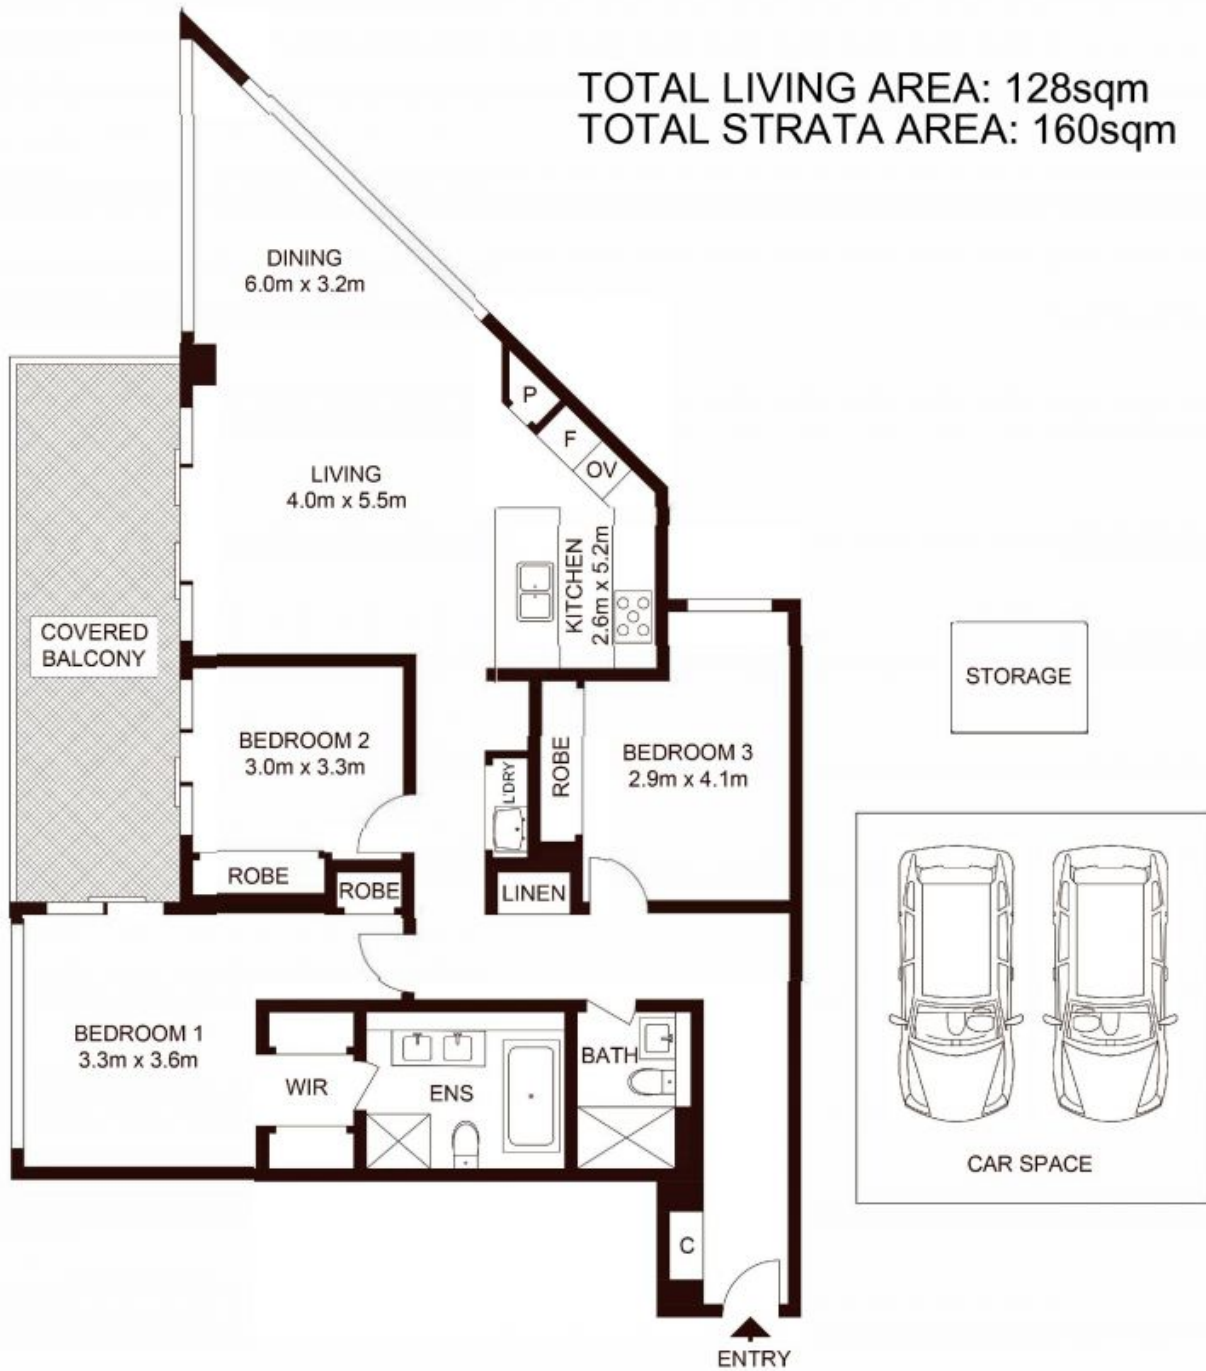 TOTAL LIVING AREA: 128sqm
TOTAL STRATA AREA: 160sqm
DINING
6.0m x 3.2m
P
F
OV
LIVING
4.0m x 5.5m
KITCHEN
2.6m x 5.2m
COVERED
BALCONY
STORAGE
BEDROOM 2
3.0m x 3.3m
L'DRY
ROBE
BEDROOM 3
2.9m x 4.1m
ROBE
ROBE
LINEN
BEDROOM 1
3.3m x 3.6m
WIR
ENS
BATH
CAR SPACE
C
ENTRY